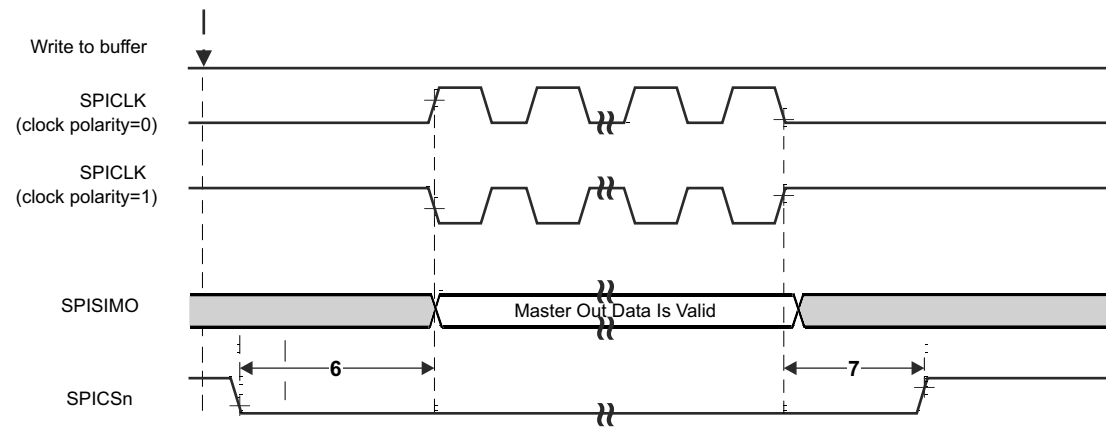 Write to buffer
SPICLK
(clock polarity=0)
SPICLK
(clock polarity=1)
SPISIMO
Master Out Data Is Valid
6
7
SPICSn